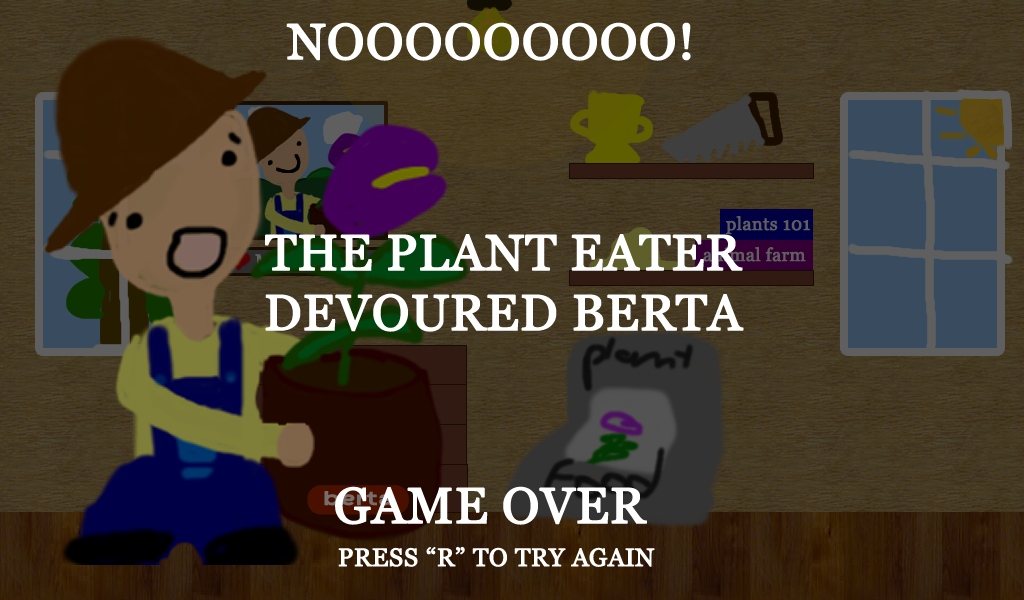 NOOOOOOOOO!
plants 101
animal farm
THE PLANT EATER
DEVOURED BERTA
plant
food
berta
GAME OVER
PRESS “R” TO TRY AGAIN